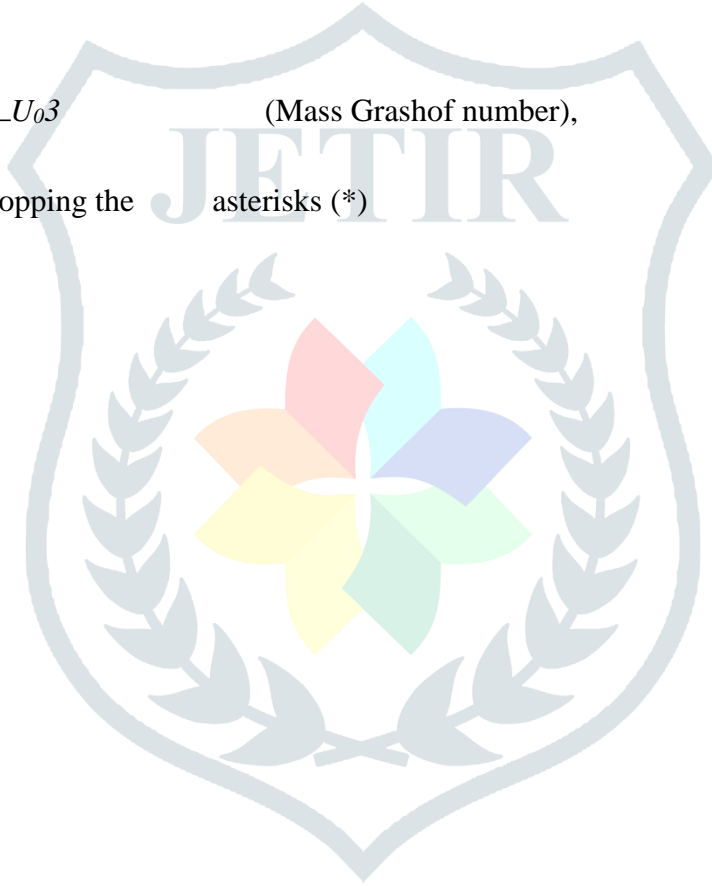 _U₀3 (Mass Grashof number),
opping the asterisks (*)
JETIR